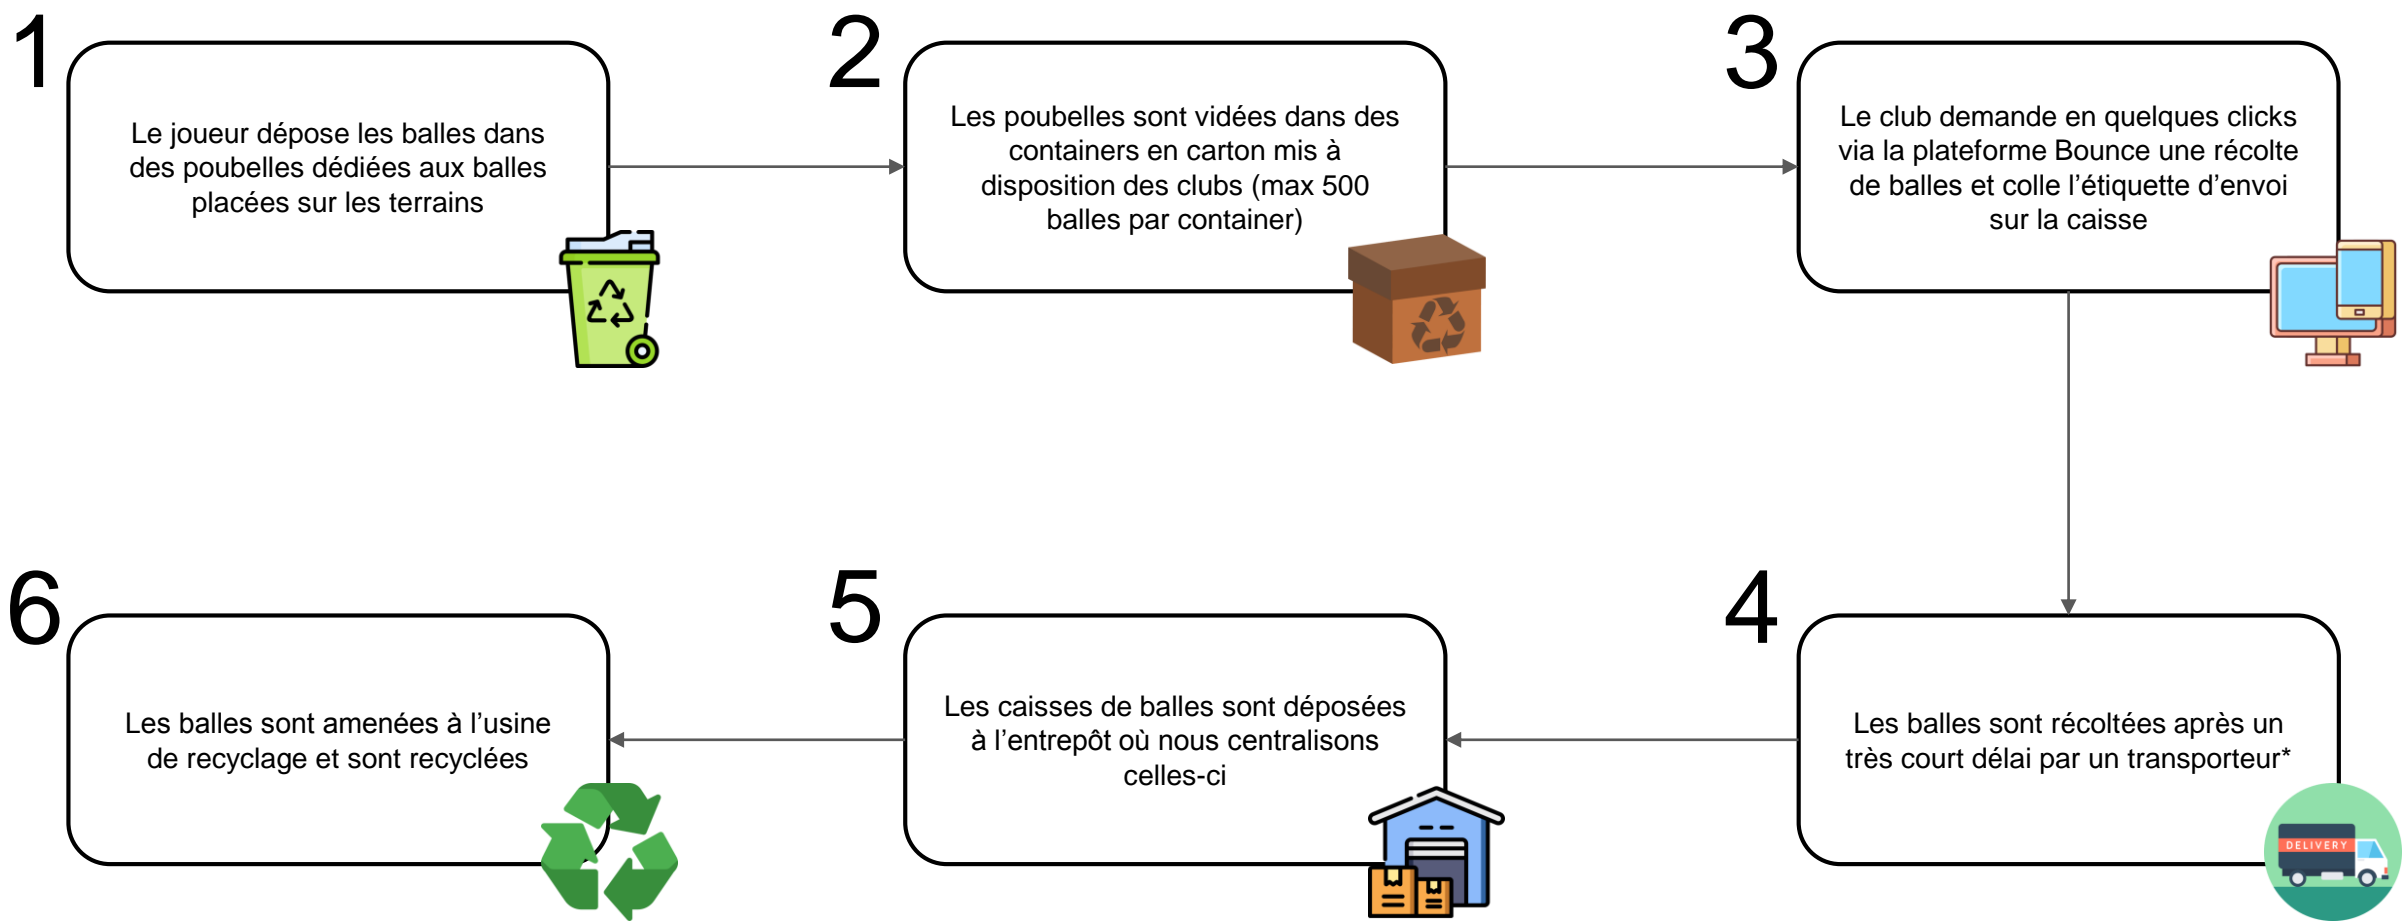 1
Le joueur dépose les balles dans
des poubelles dédiées aux balles
placées sur les terrains
2
Les poubelles sont vidées dans des
containers en carton mis à
disposition des clubs (max 500
balles par container)
3
Le club demande en quelques clicks
via la plateforme Bounce une récolte
de balles et colle l’étiquette d’envoi
sur la caisse
4
Les balles sont récoltées après un
très court délai par un transporteur*
DELIVERY
5
Les caisses de balles sont déposées
à l’entrepôt où nous centralisons
celles-ci
6
Les balles sont amenées à l’usine
de recyclage et sont recyclées